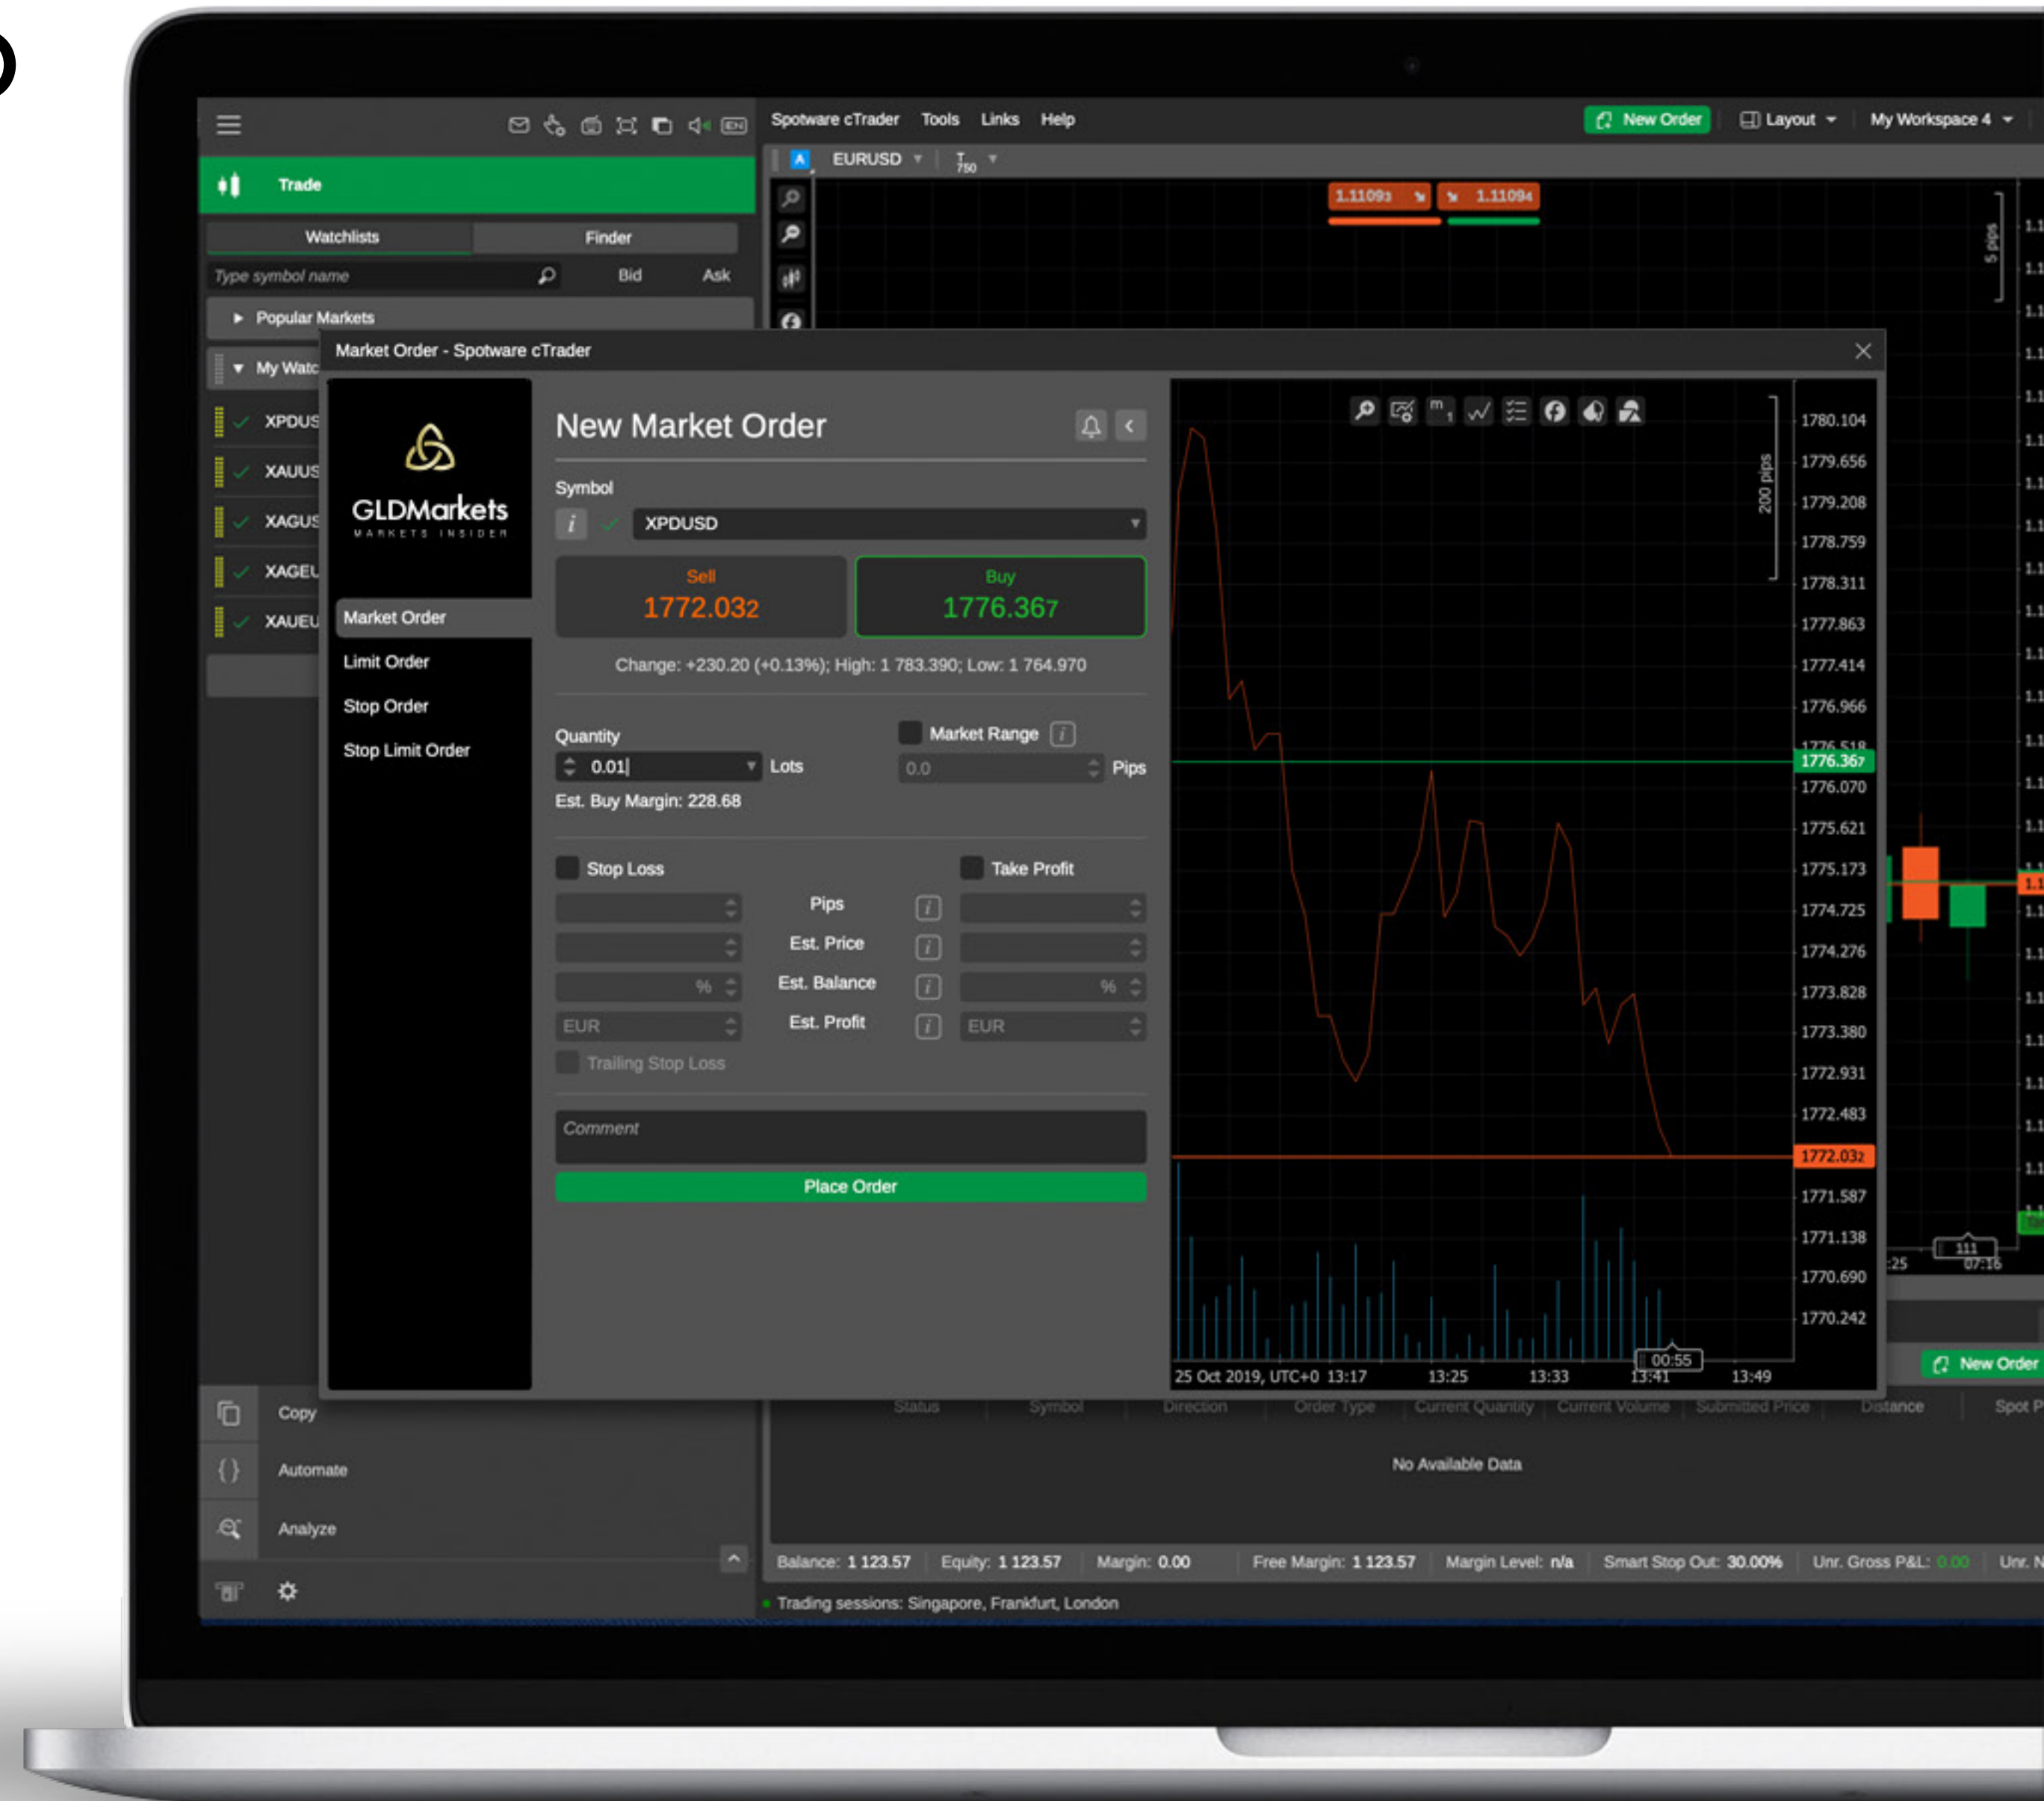 EN
Spotware cTrader Tools Links Help
New Order
Layout
My Workspace 4
Trade
A
EURUSD
T
750
Watchlists
Finder
Type symbol name
Bid
Ask
1.11093
1.11094
5 pips
Popular Markets
My Watc
XPDUS
XAUUS
XAGUS
XAGEU
XAUEU
Market Order - Spotware cTrader
GLDMarkets
MARKETS INSIDER
Market Order
Limit Order
Stop Order
Stop Limit Order
New Market Order
Symbol
i
XPDUSD
Sell
1772.032
Buy
1776.367
Change: +230.20 (+0.13%); High: 1 783.390; Low: 1 764.970
Quantity
Market Range
i
0.01
Lots
0.0
Pips
Est. Buy Margin: 228.68
Stop Loss
Take Profit
Pips
i
Est. Price
i
%
Est. Balance
i
%
EUR
Est. Profit
i
EUR
Trailing Stop Loss
Comment
Place Order
m1
200 pips
1780.104
1779.656
1779.208
1778.759
1778.311
1777.863
1777.414
1776.966
1776.518
1776.367
1776.070
1775.621
1775.173
1774.725
1774.276
1773.828
1773.380
1772.931
1772.483
1772.032
1771.587
1771.138
1770.690
1770.242
00:55
25 Oct 2019, UTC+0 13:17 13:25 13:33 13:41 13:49
111
:25
07:16
New Order
Copy
Automate
Analyze
Status
Symbol
Direction
Order Type
Current Quantity
Current Volume
Submitted Price
Distance
Spot P
No Available Data
Balance: 1 123.57
Equity: 1 123.57
Margin: 0.00
Free Margin: 1 123.57
Margin Level: n/a
Smart Stop Out: 30.00%
Unr. Gross P&L: 0.00
Unr. N
Trading sessions: Singapore, Frankfurt, London